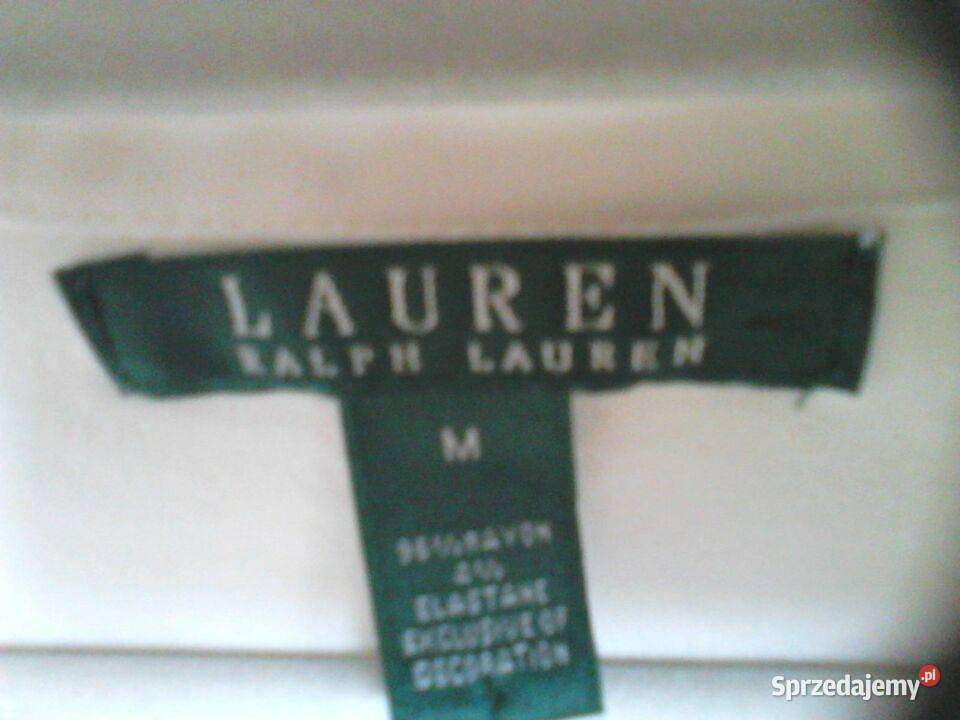 LAUREN
RALPH LAUREN
M
96% RAYON
4%
ELASTANE
EXCLUSIVE OF
DECORATION
Sprzedajemy.pl